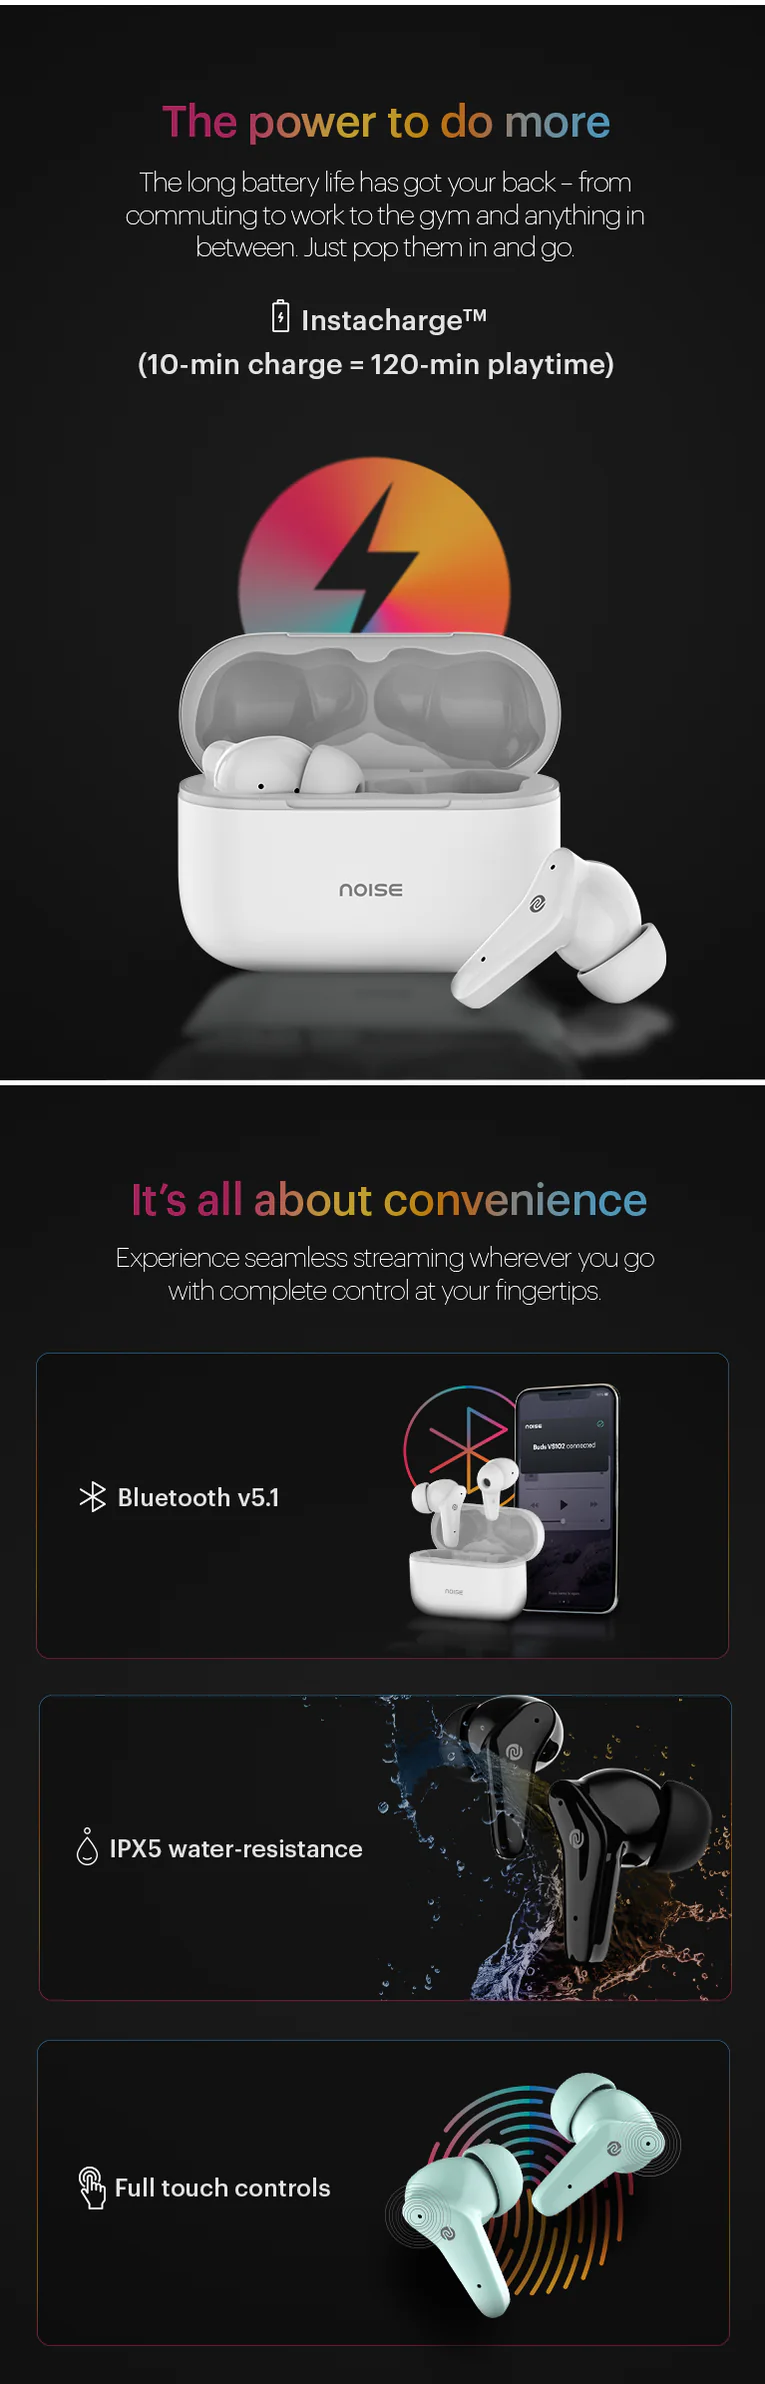 The power to do more
The long battery life has got your back – from
commuting to work to the gym and anything in
between. Just pop them in and go.
Instacharge™
(10-min charge = 120-min playtime)
NOISE
It's all about convenience
Experience seamless streaming wherever you go
with complete control at your fingertips.
Bluetooth v5.1
NOISE
Buds VS102 connected
NOISE
IPX5 water-resistance
Full touch controls